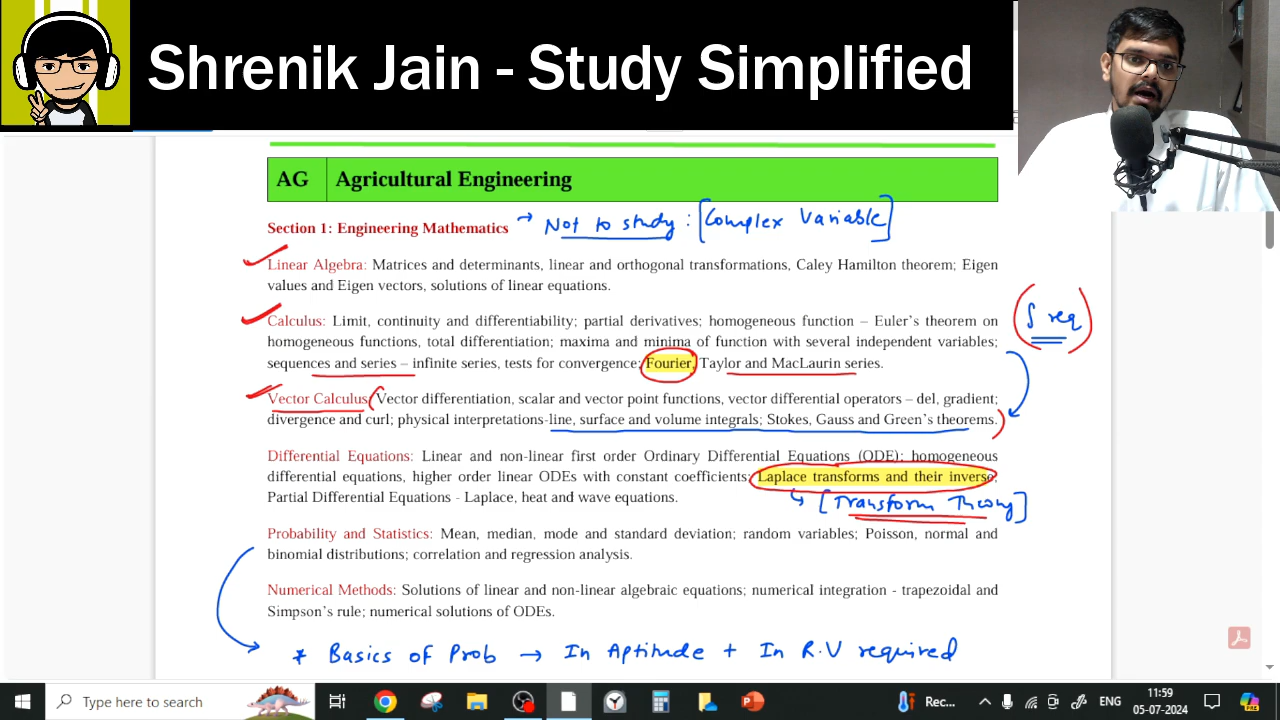 Shrenik Jain - Study Simplified
AG Agricultural Engineering
Section 1: Engineering Mathematics → Not to study : [Complex Variable]
Linear Algebra: Matrices and determinants, linear and orthogonal transformations, Caley Hamilton theorem; Eigen
values and Eigen vectors, solutions of linear equations.
Calculus: Limit, continuity and differentiability; partial derivatives; homogeneous function – Euler's theorem on
homogeneous functions, total differentiation; maxima and minima of function with several independent variables;
sequences and series – infinite series, tests for convergence; Fourier, Taylor and MacLaurin series.
(∫ req)
Vector Calculus: Vector differentiation, scalar and vector point functions, vector differential operators – del, gradient;
divergence and curl; physical interpretations-line, surface and volume integrals; Stokes, Gauss and Green's theorems.
Differential Equations: Linear and non-linear first order Ordinary Differential Equations (ODE); homogeneous
differential equations, higher order linear ODEs with constant coefficients; Laplace transforms and their inverse;
Partial Differential Equations - Laplace, heat and wave equations.
↳ [Transform Theory]
Probability and Statistics: Mean, median, mode and standard deviation; random variables; Poisson, normal and
binomial distributions; correlation and regression analysis.
Numerical Methods: Solutions of linear and non-linear algebraic equations; numerical integration - trapezoidal and
Simpson's rule; numerical solutions of ODEs.
* Basics of Prob → In Aptitude + In R.V required
Type here to search
Rec...
ENG
11:59
05-07-2024